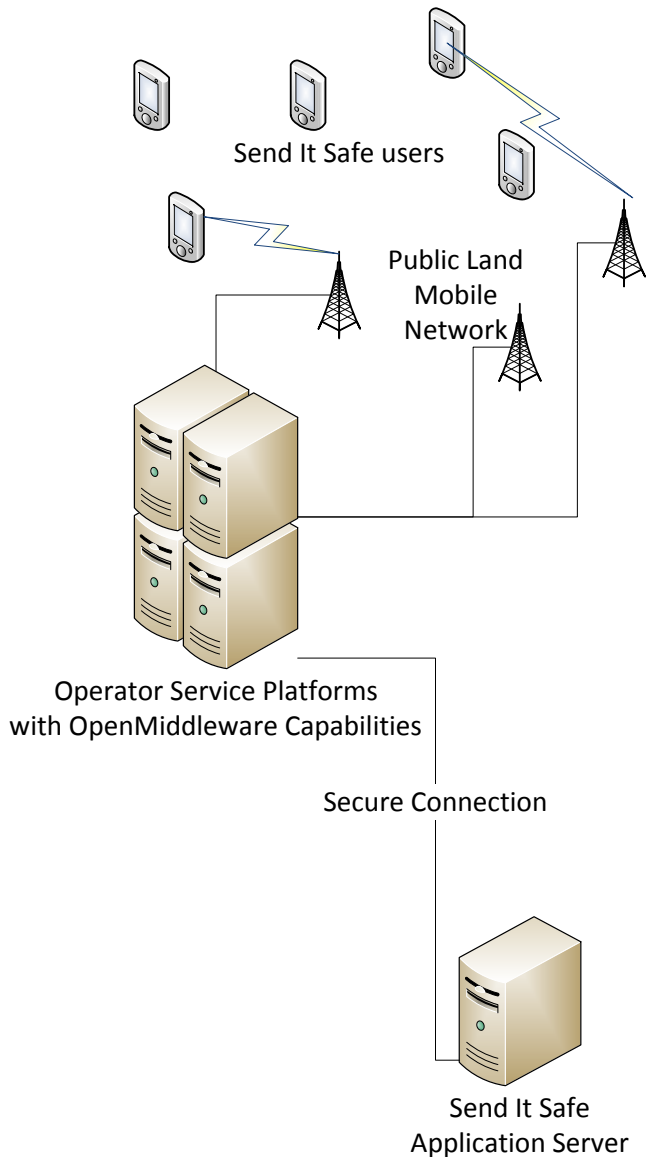 Send It Safe users
Public Land
Mobile
Network
Operator Service Platforms
with OpenMiddleware Capabilities
Secure Connection
Send It Safe
Application Server